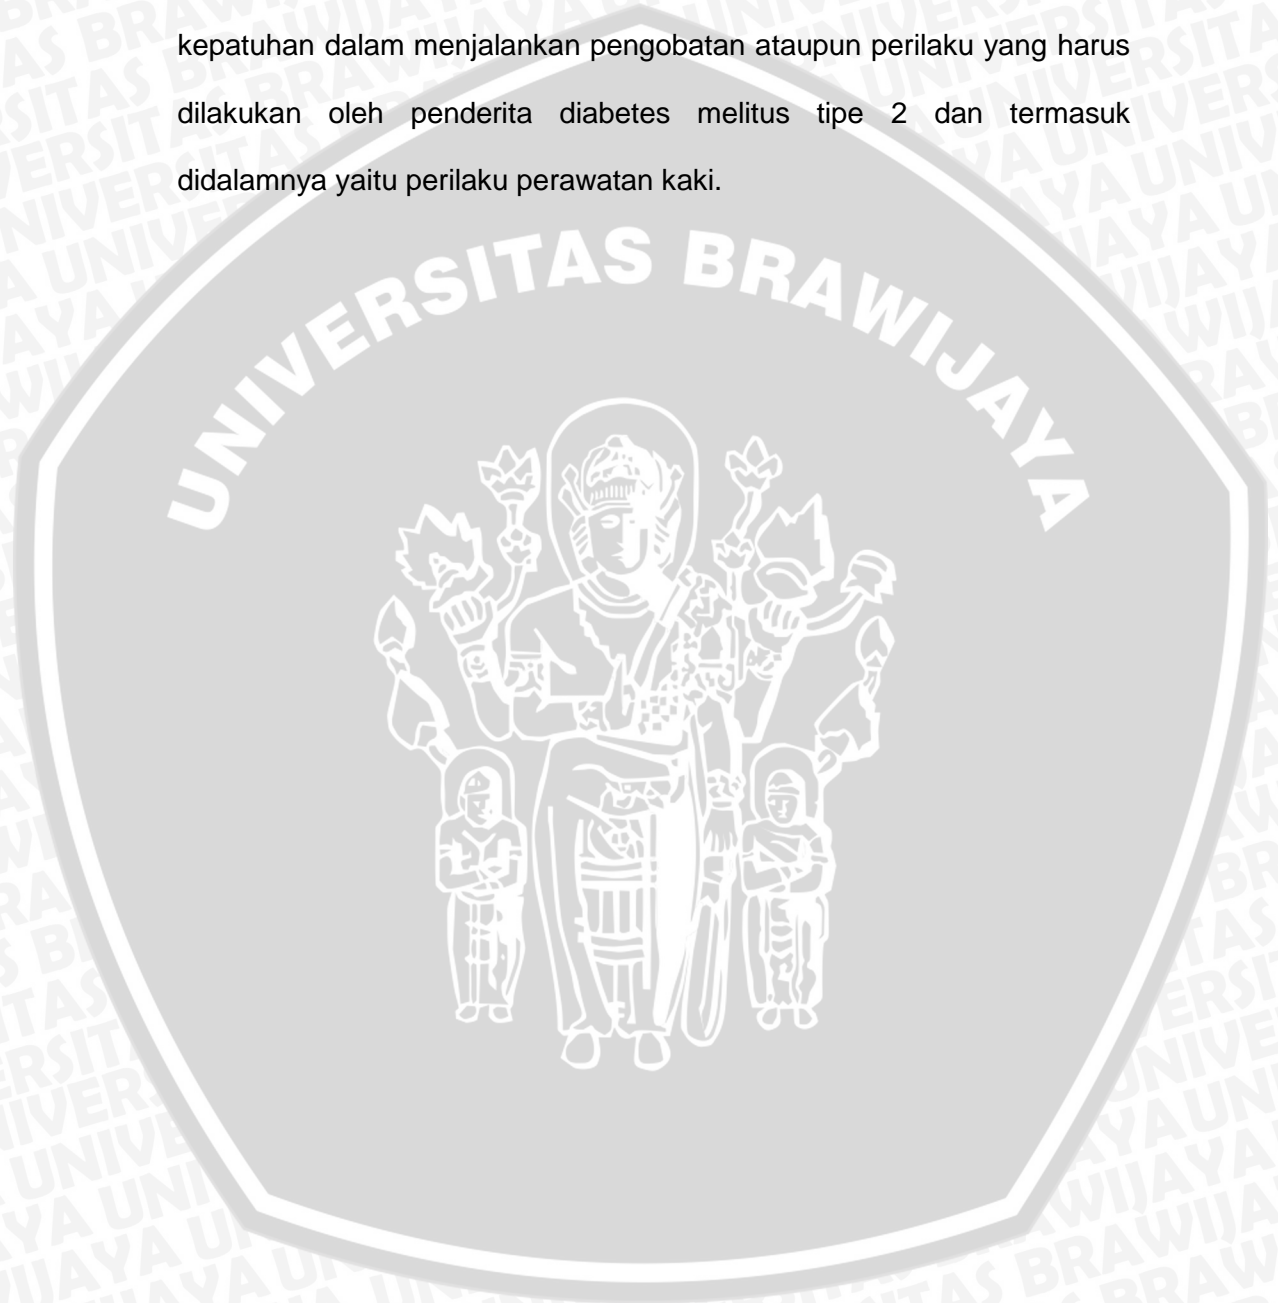 kepatuhan dalam menjalankan pengobatan ataupun perilaku yang harus
dilakukan oleh penderita diabetes melitus tipe 2 dan termasuk
didalamnya yaitu perilaku perawatan kaki.
UNIVERSITAS BRAWIJAYA